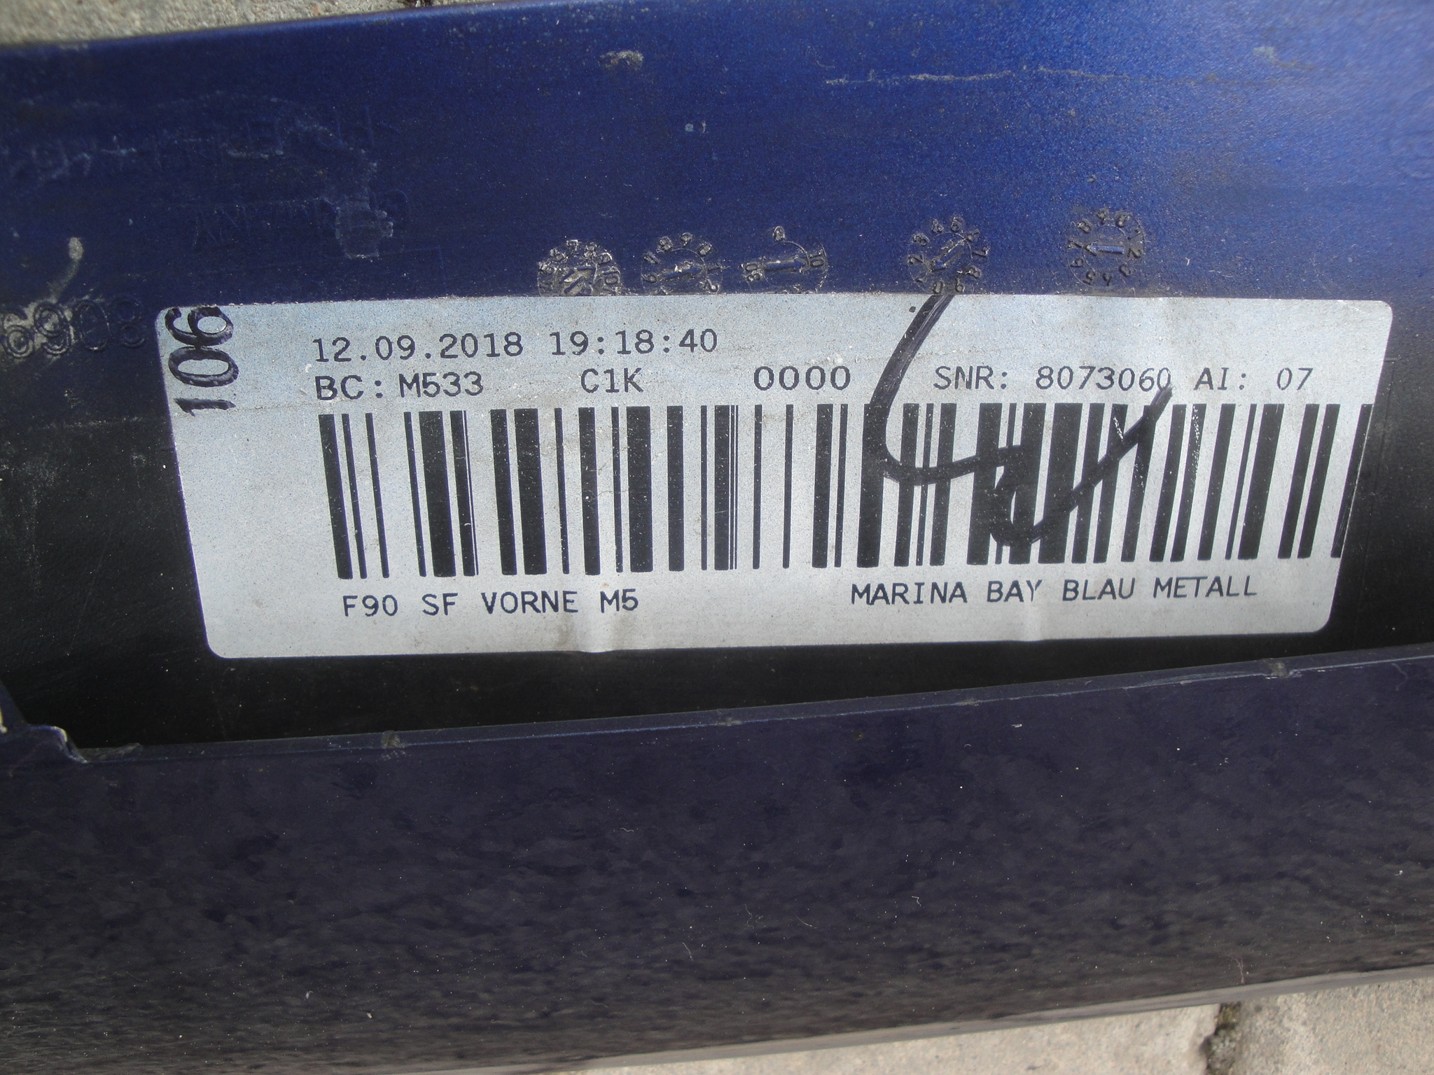 106
12.09.2018 19:18:40
BC: M533 C1K 0000 SNR: 8073060 AI: 07
F90 SF VORNE M5 MARINA BAY BLAU METALL